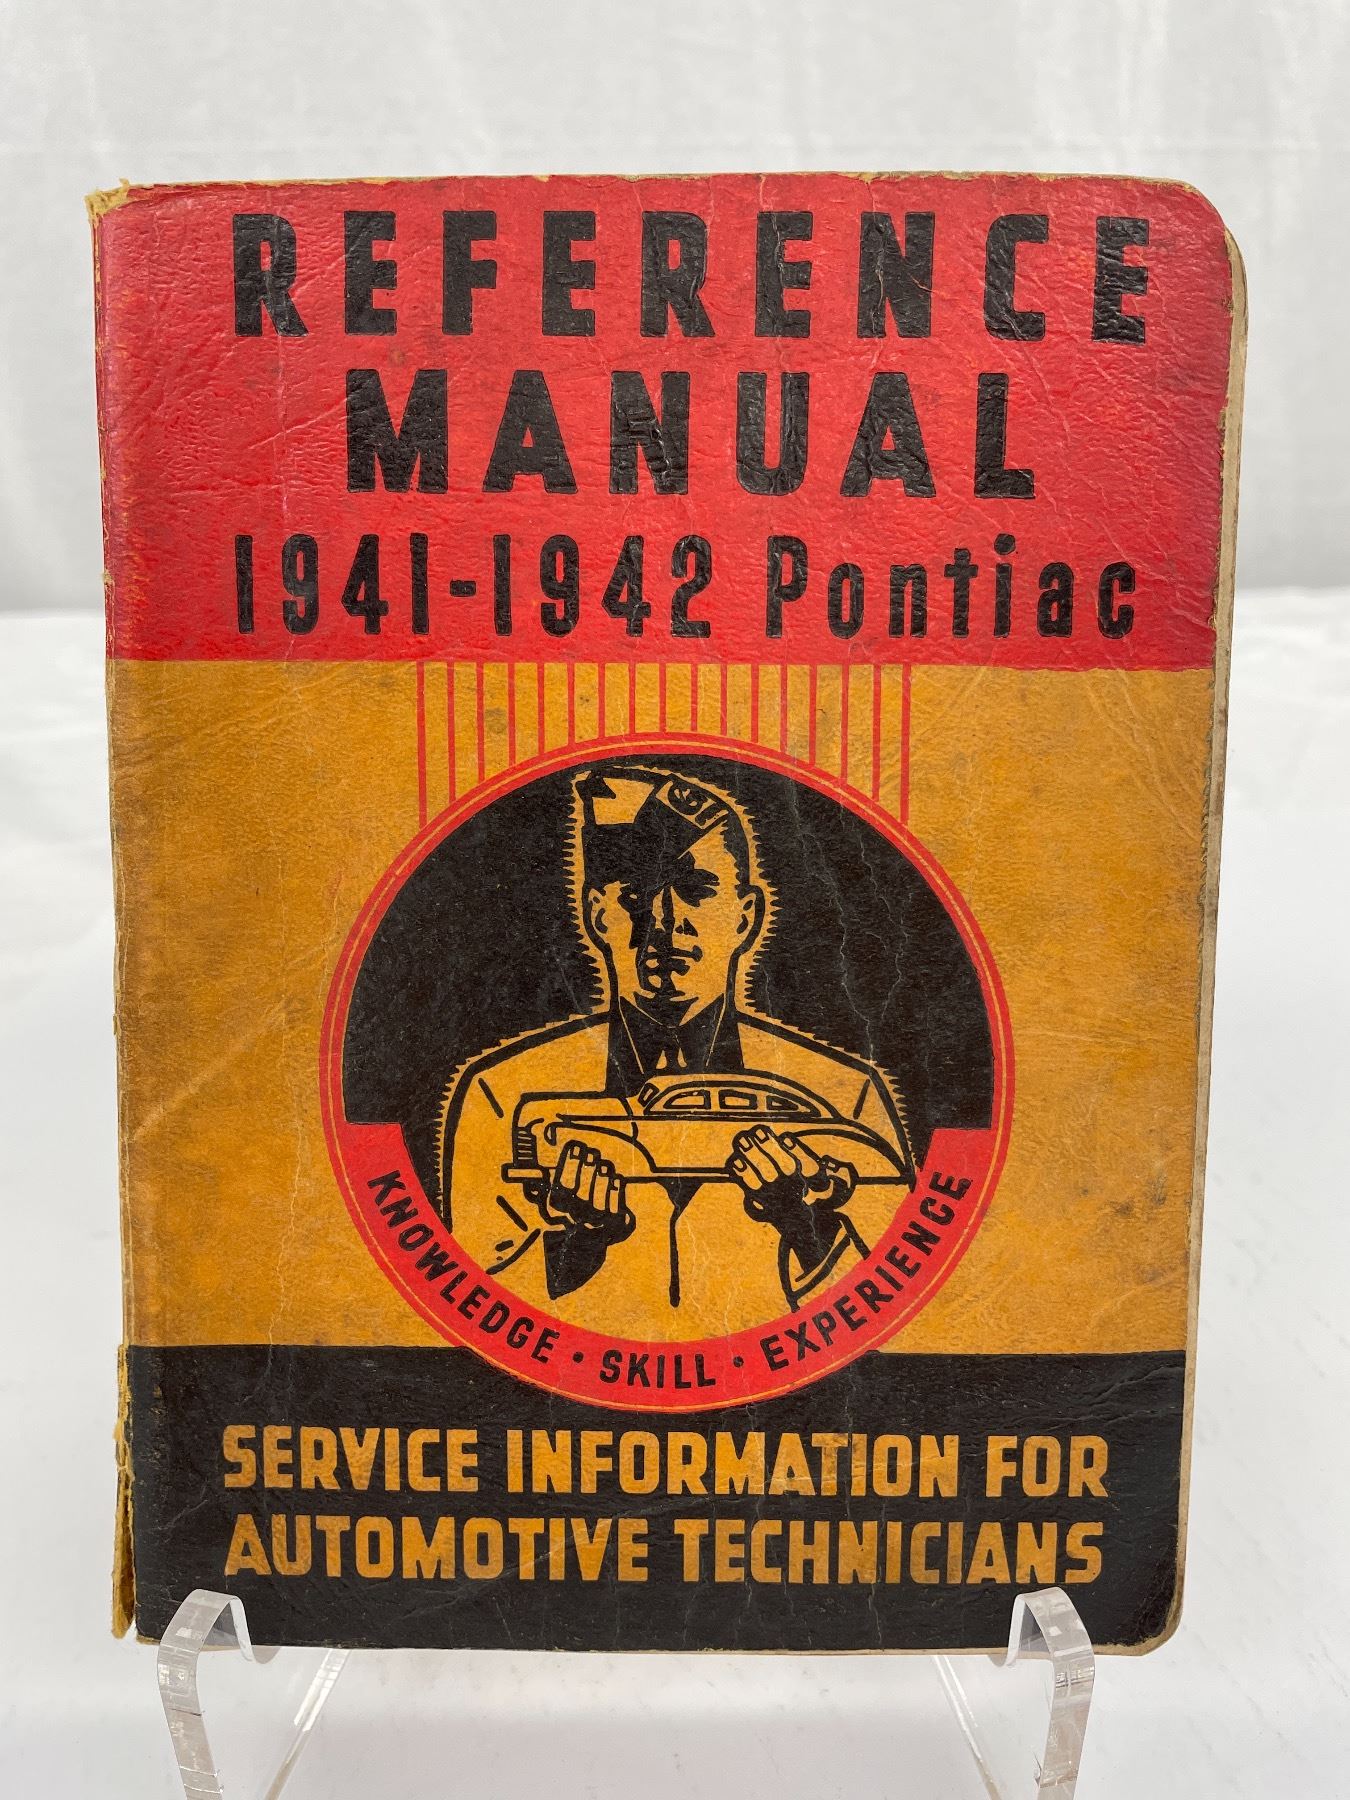 REFERENCE
MANUAL
1941-1942 Pontiac
KNOWLEDGE • SKILL • EXPERIENCE
SERVICE INFORMATION FOR
AUTOMOTIVE TECHNICIANS